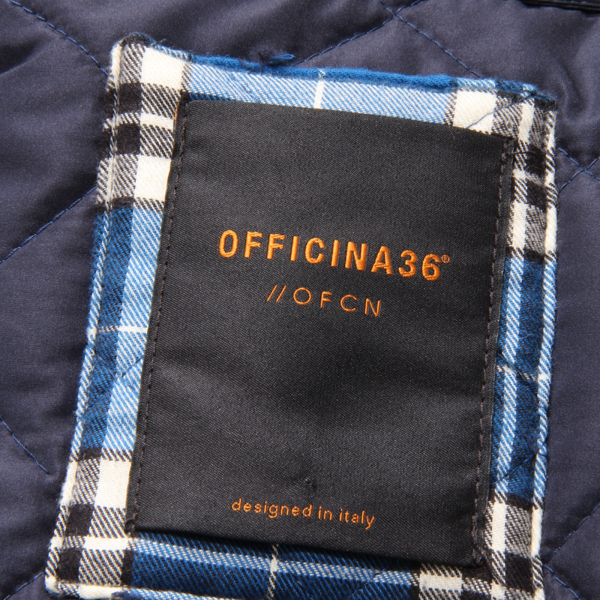 OFFICINA36®
//OFCN
designed in italy